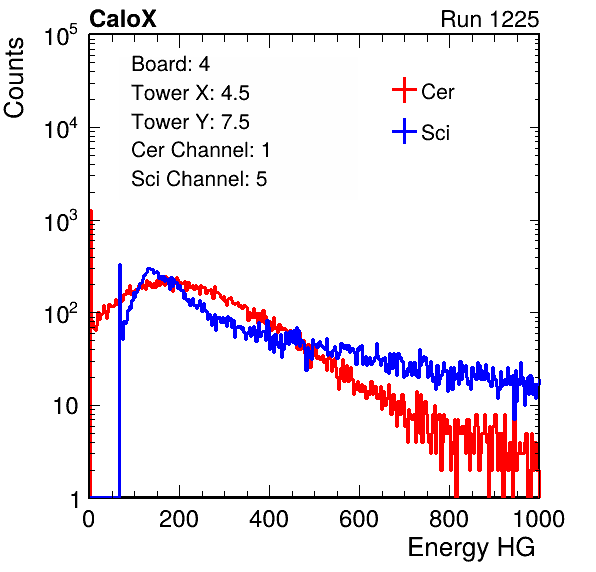 CaloX Run 1225
Counts
10^5
10^4
10^3
10^2
10
1
Board: 4
Tower X: 4.5
Tower Y: 7.5
Cer Channel: 1
Sci Channel: 5
Cer
Sci
0 200 400 600 800 1000
Energy HG